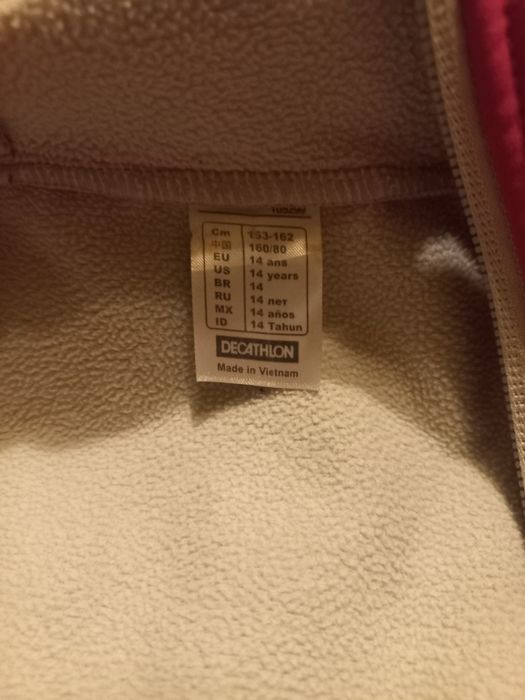 Cm 153-162
中国 160/80
EU 14 ans
US 14 years
BR 14
RU 14 лет
MX 14 años
ID 14 Tahun
DECATHLON
Made in Vietnam